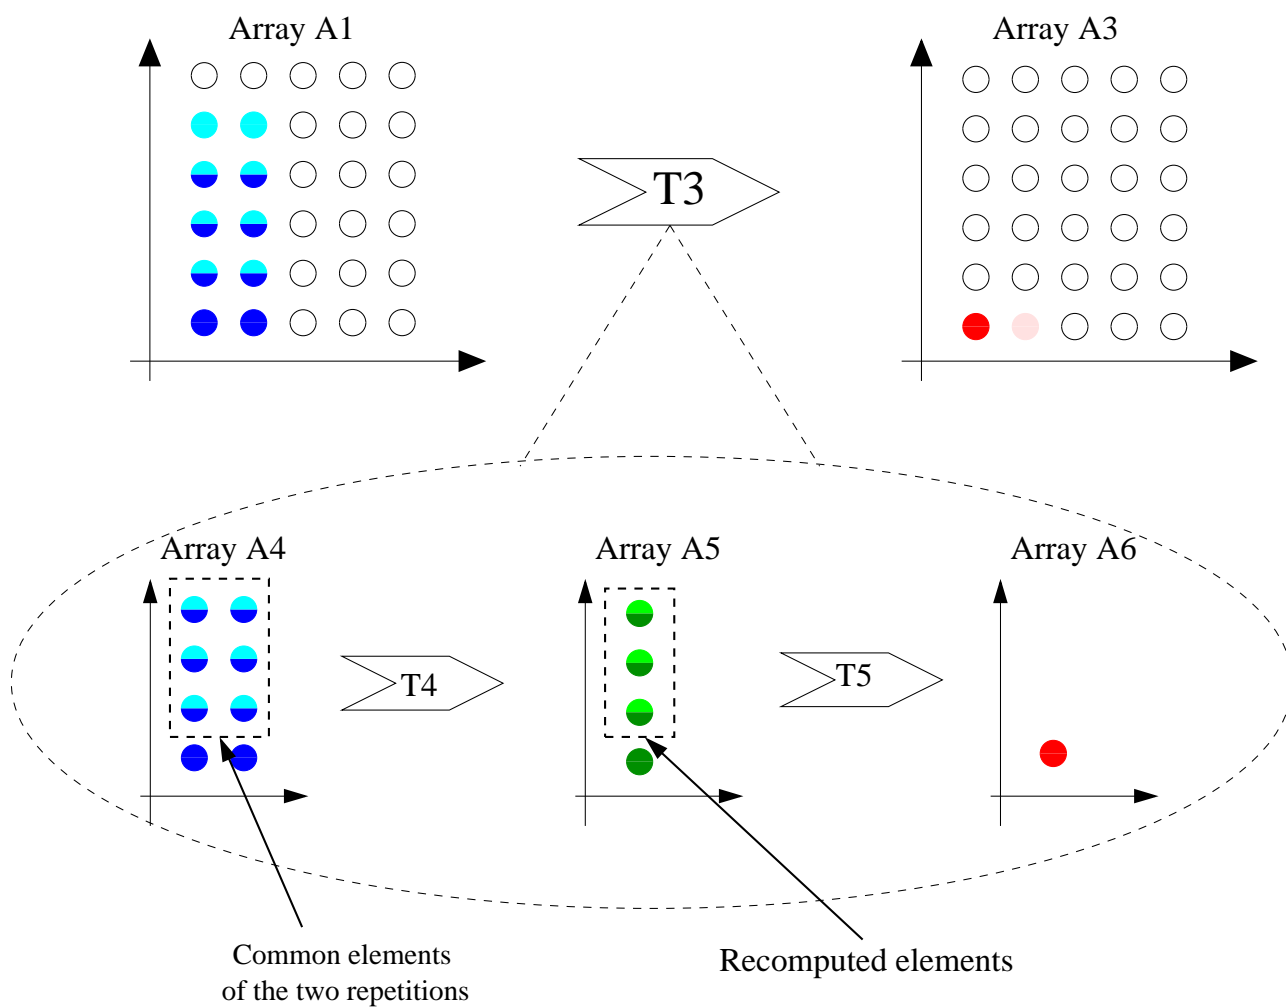 Array A1
Array A3
T3
Array A4
Array A5
Array A6
T4
T5
Common elements
of the two repetitions
Recomputed elements